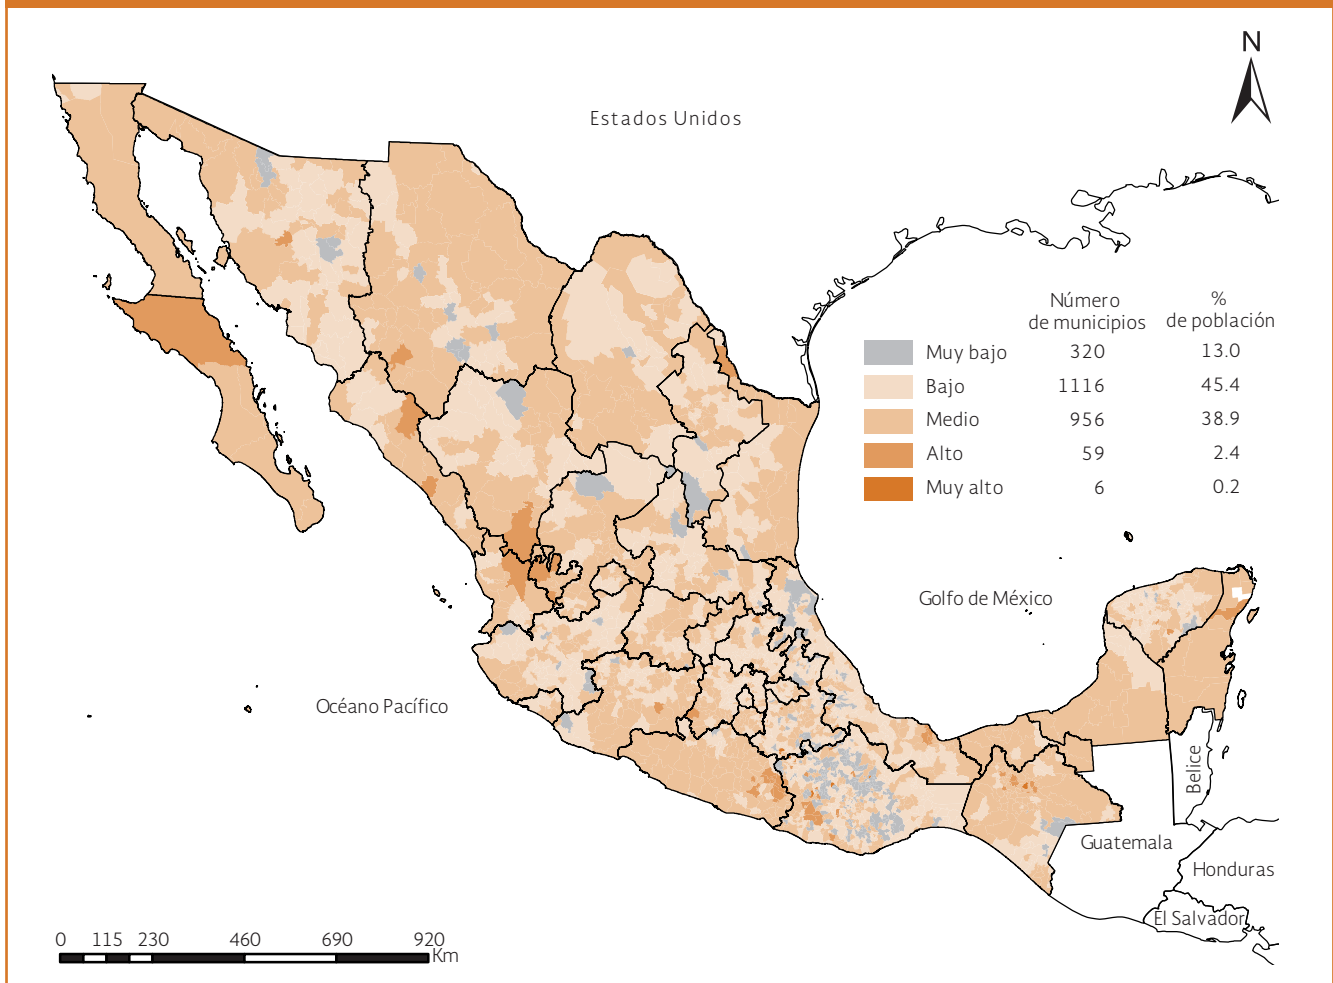 N
Estados Unidos
Número
de municipios
%
de población
Muy bajo 320 13.0
Bajo 1116 45.4
Medio 956 38.9
Alto 59 2.4
Muy alto 6 0.2
Golfo de México
Océano Pacífico
Belice
Guatemala
Honduras
El Salvador
0 115 230 460 690 920
Km